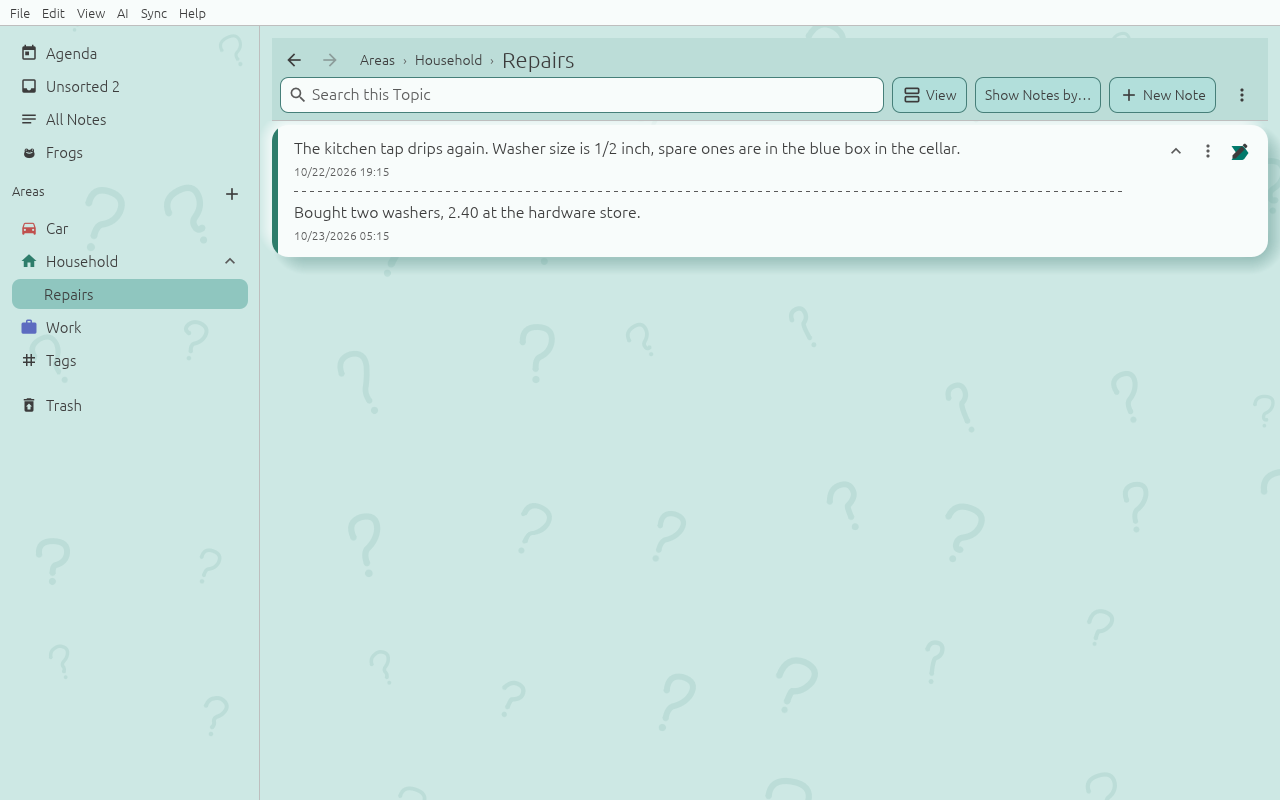 File Edit View AI Sync Help
Agenda
Unsorted 2
All Notes
Frogs
Areas
Car
Household
Repairs
Work
Tags
Trash
Areas › Household › Repairs
Search this Topic
View
Show Notes by…
New Note
The kitchen tap drips again. Washer size is 1/2 inch, spare ones are in the blue box in the cellar.
10/22/2026 19:15
Bought two washers, 2.40 at the hardware store.
10/23/2026 05:15